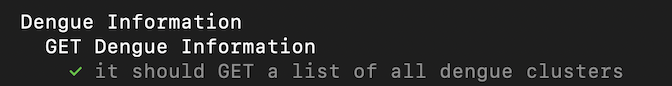 Dengue Information
GET Dengue Information
✓ it should GET a list of all dengue clusters